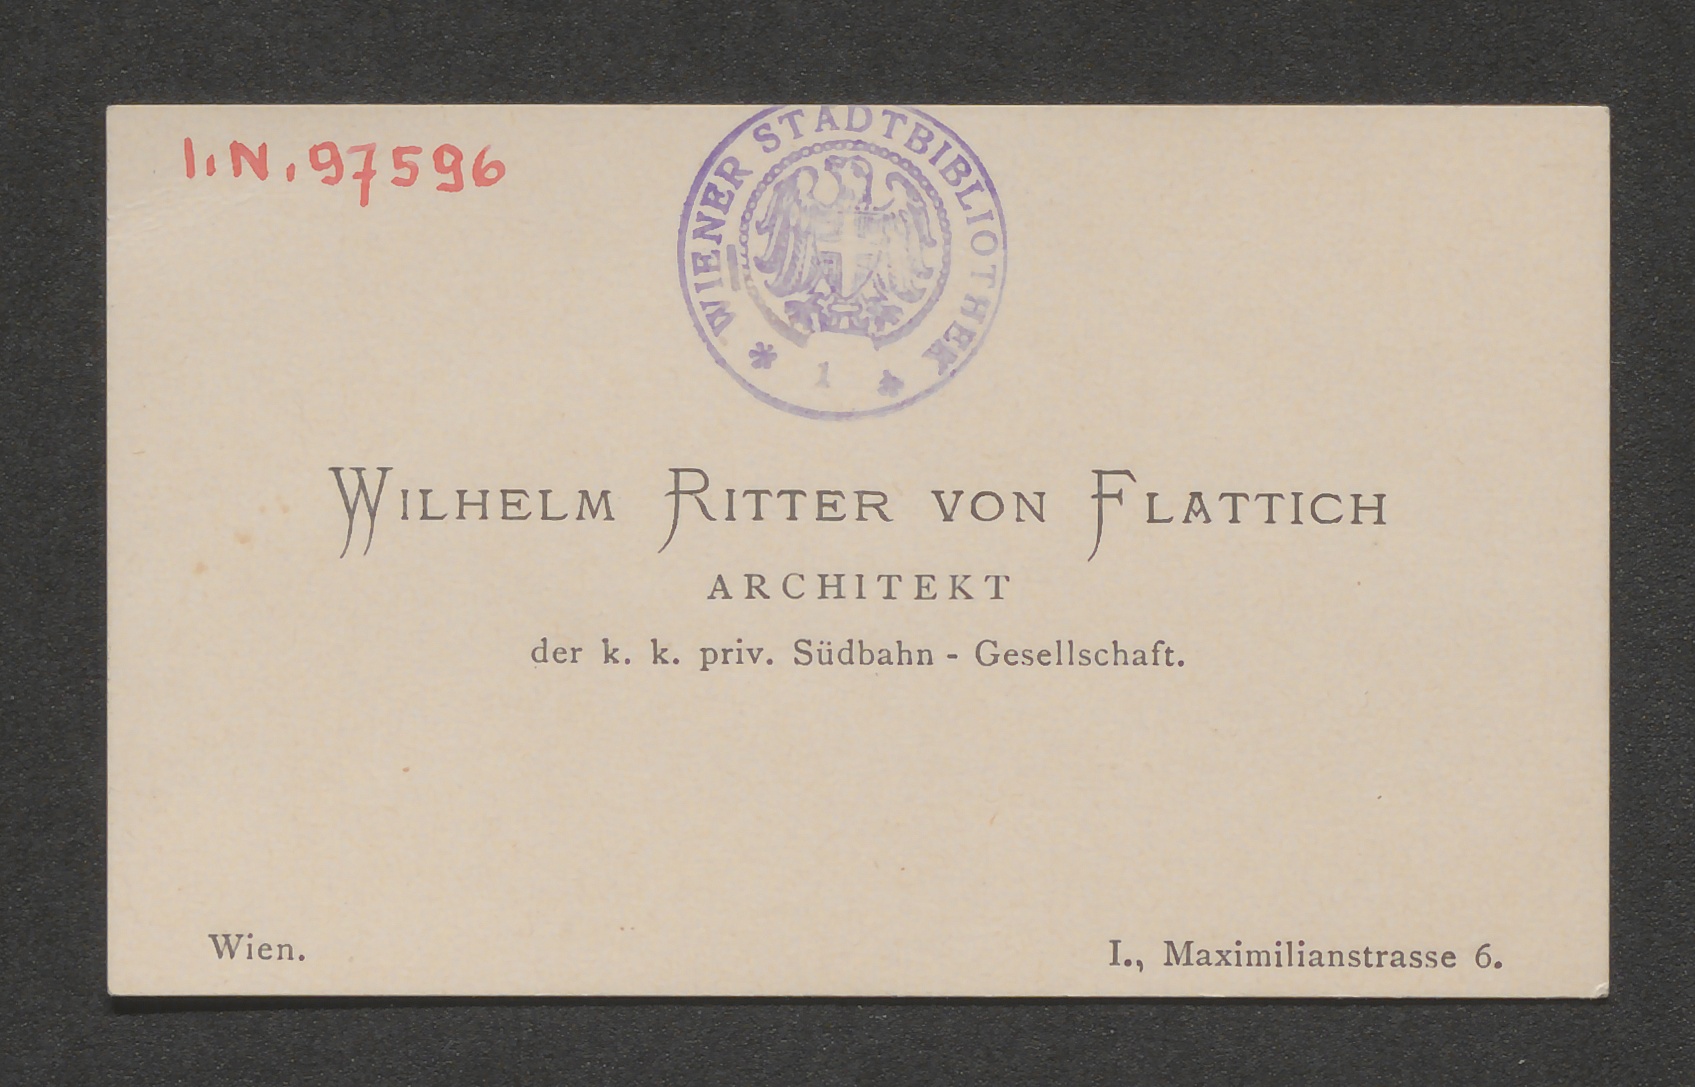 I.N. 97596
WIENER STADTBIBLIOTHEK
* 1 *
WILHELM RITTER VON FLATTICH
ARCHITEKT
der k. k. priv. Südbahn - Gesellschaft.
Wien.
I., Maximilianstrasse 6.